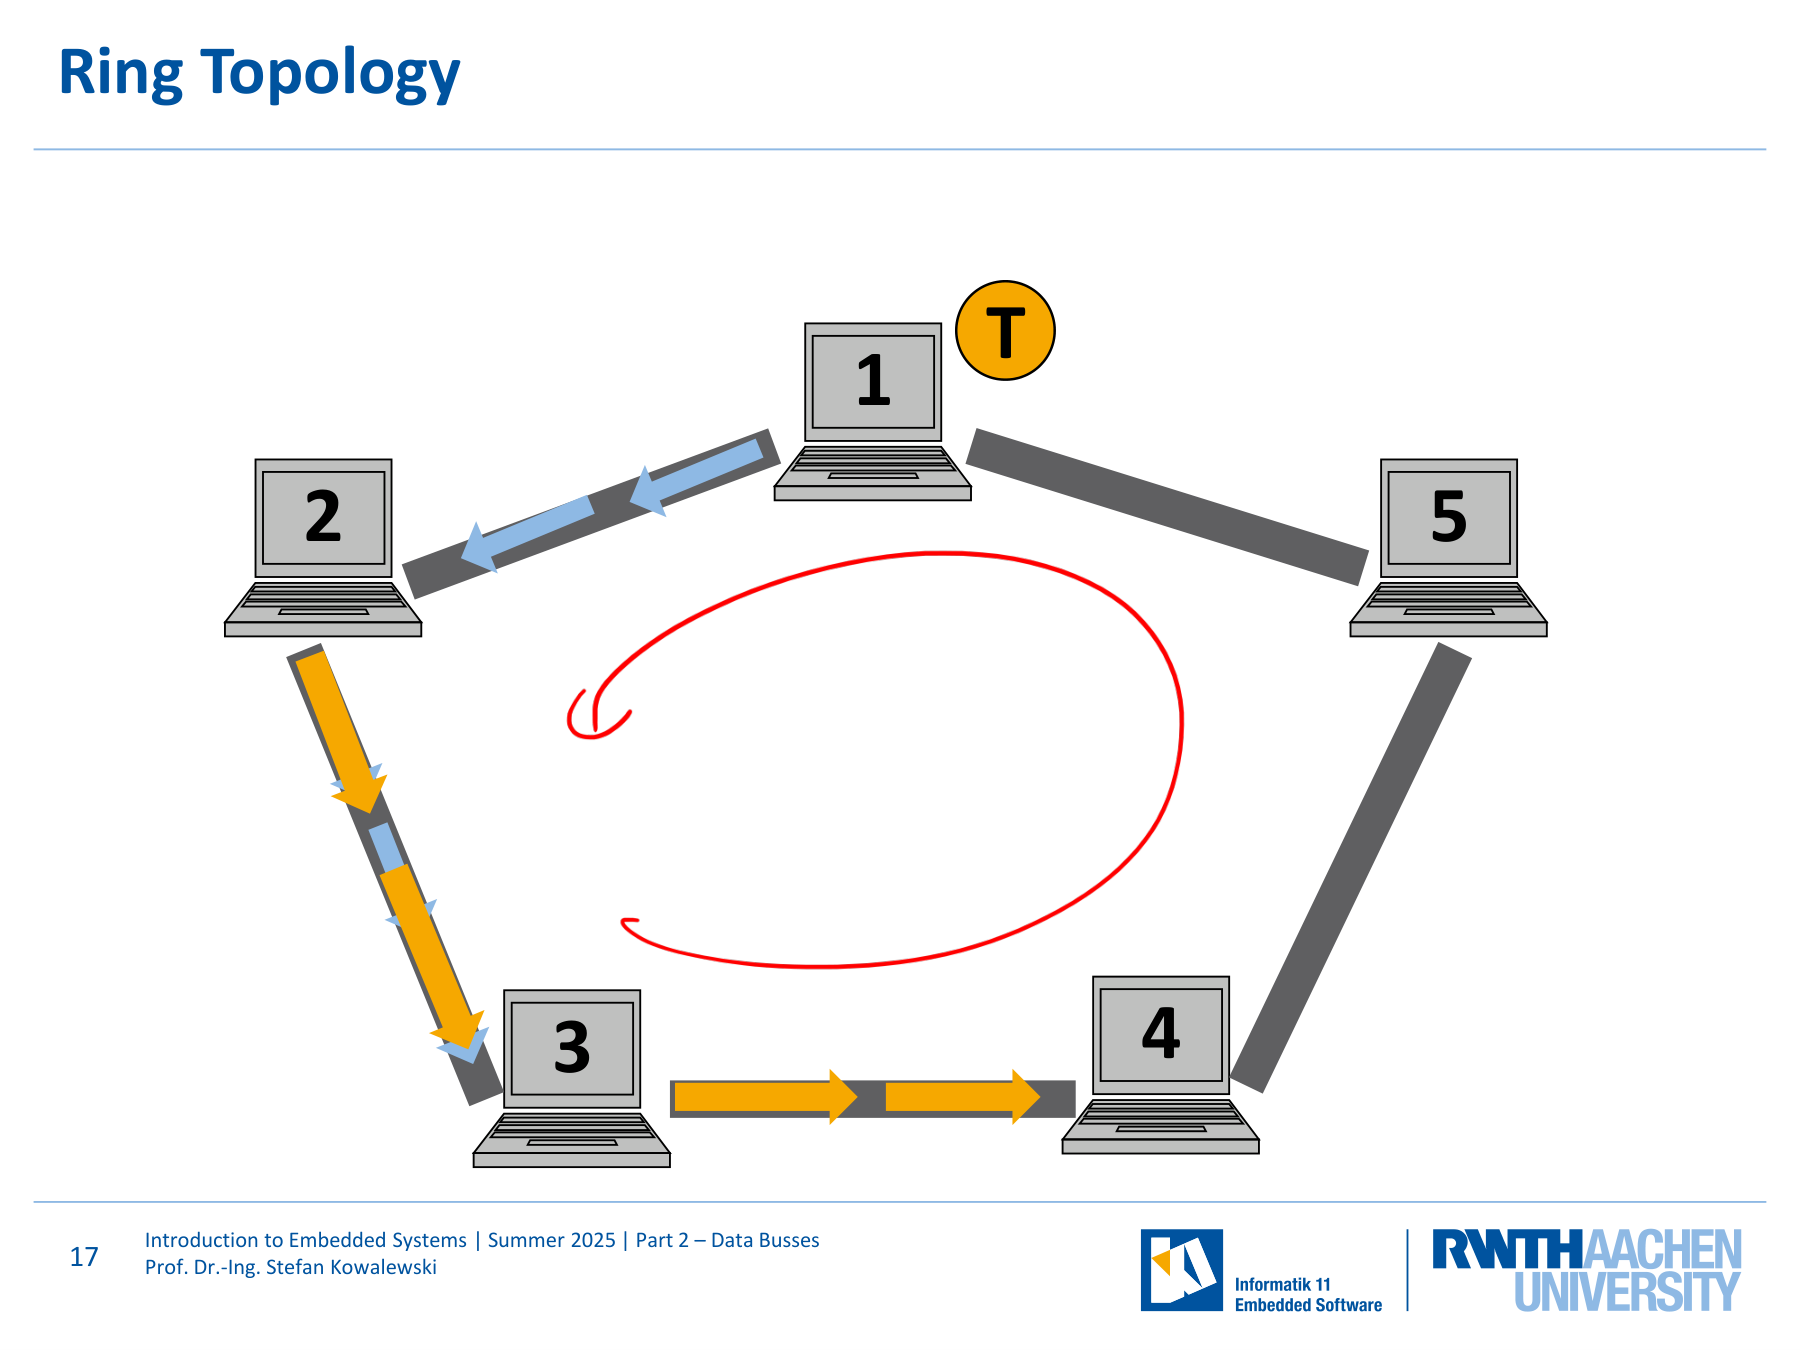 Ring Topology
T
1
2
5
3
4
17
Introduction to Embedded Systems | Summer 2025 | Part 2 – Data Busses
Prof. Dr.-Ing. Stefan Kowalewski
Informatik 11
Embedded Software
RWTHAACHEN
UNIVERSITY